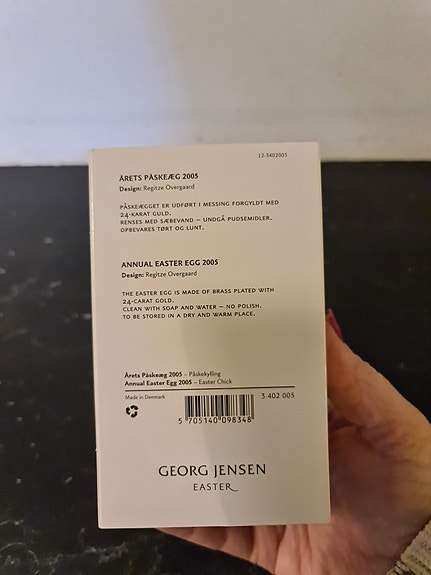 12-3402005
ÅRETS PÅSKEÆG 2005
Design: Regitze Overgaard
PÅSKEÆGGET ER UDFØRT I MESSING FORGYLDT MED
24-KARAT GULD.
RENSES MED SÆBEVAND – UNDGÅ PUDSEMIDLER.
OPBEVARES TØRT OG LUNT.
ANNUAL EASTER EGG 2005
Design: Regitze Overgaard
THE EASTER EGG IS MADE OF BRASS PLATED WITH
24-CARAT GOLD.
CLEAN WITH SOAP AND WATER – NO POLISH.
TO BE STORED IN A DRY AND WARM PLACE.
Årets Påskeæg 2005 – Påskekylling
Annual Easter Egg 2005 – Easter Chick
Made in Denmark
3 402 005
5 705140 098348
GEORG JENSEN
EASTER